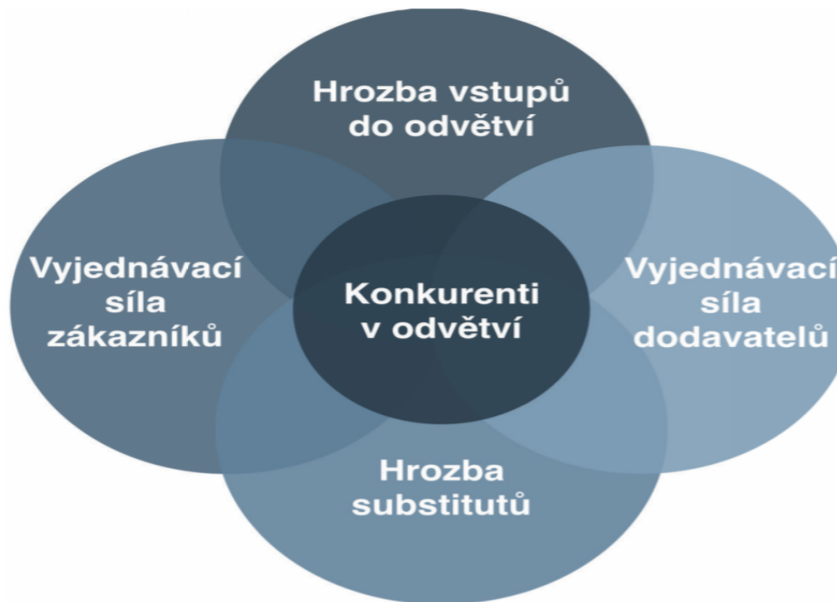 Hrozba vstupů
do odvětví
Vyjednávací
síla
zákazníků
Konkurenti
v odvětví
Vyjednávací
síla
dodavatelů
Hrozba
substitutů